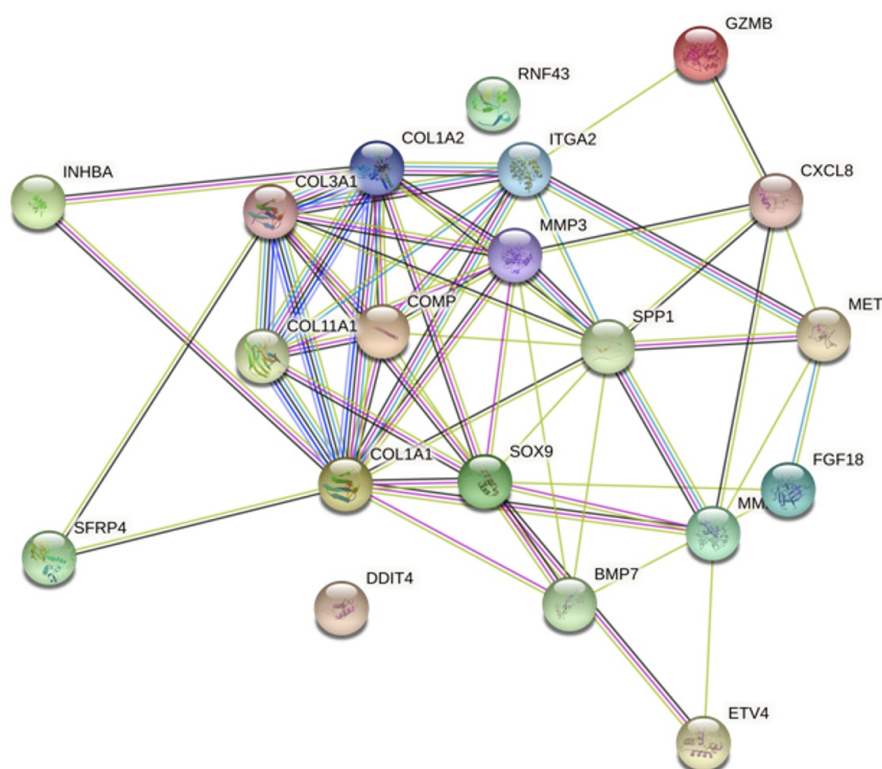 GZMB
RNF43
COL1A2
ITGA2
INHBA
COL3A1
CXCL8
MMP3
COMP
MET
COL11A1
SPP1
COL1A1
SOX9
FGF18
MM
SFRP4
DDIT4
BMP7
ETV4